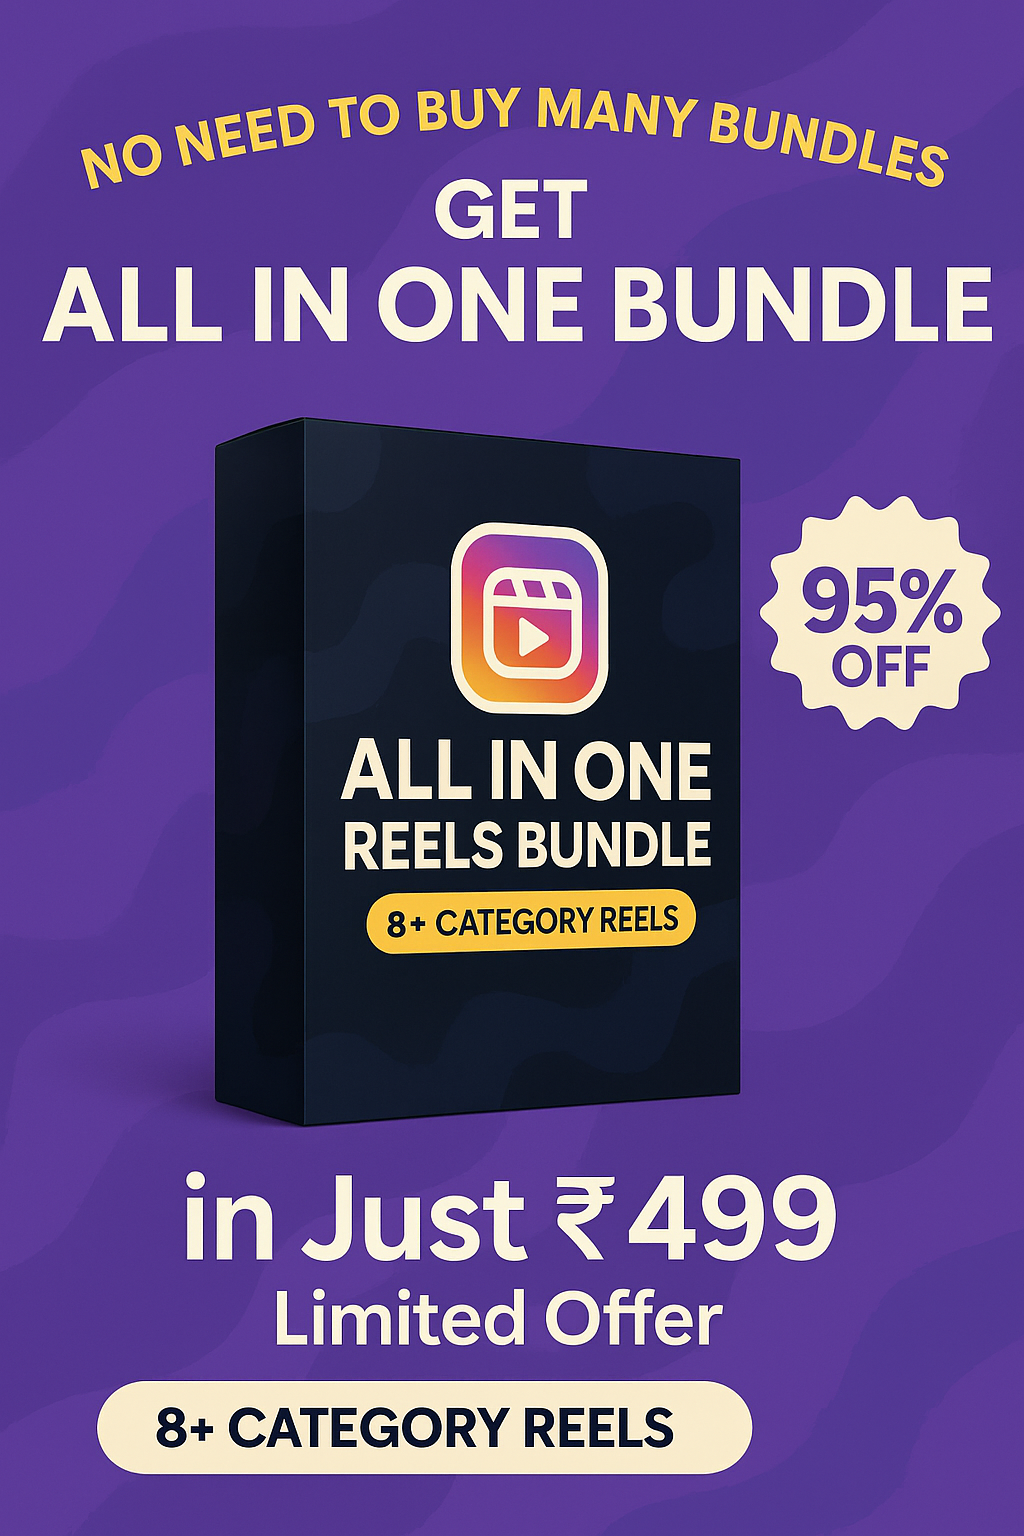 NO NEED TO BUY MANY BUNDLES
GET
ALL IN ONE BUNDLE
95%
OFF
ALL IN ONE
REELS BUNDLE
8+ CATEGORY REELS
in Just ₹499
Limited Offer
8+ CATEGORY REELS